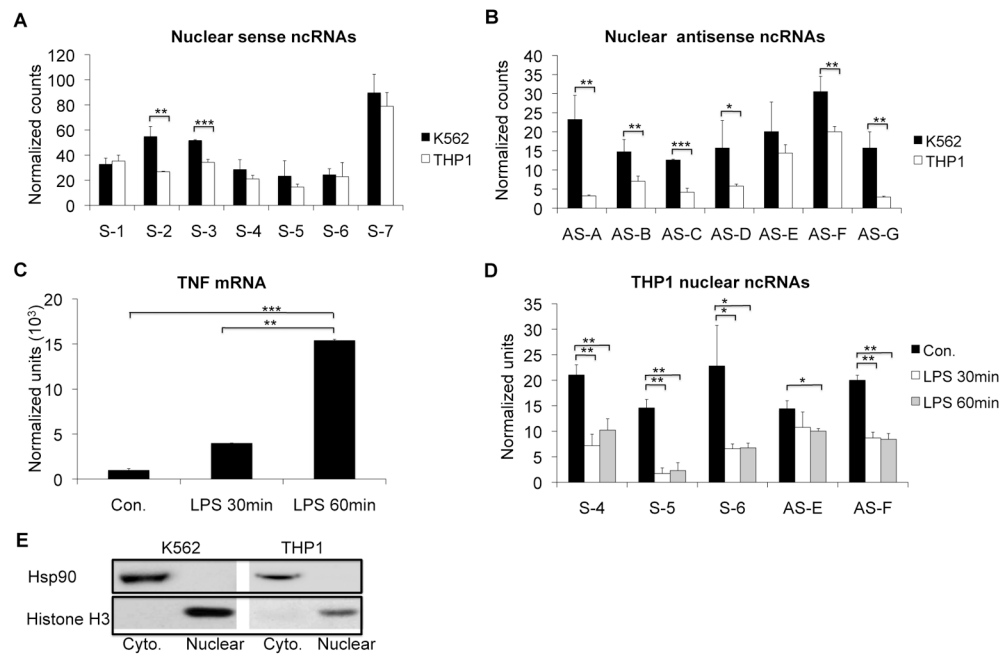 A
Nuclear sense ncRNAs
Normalized counts
120
100
80
60
40
20
0
**
***
K562
THP1
S-1 S-2 S-3 S-4 S-5 S-6 S-7
B
Nuclear antisense ncRNAs
Normalized counts
40
35
30
25
20
15
10
5
0
**
**
***
*
**
**
K562
THP1
AS-A AS-B AS-C AS-D AS-E AS-F AS-G
C
TNF mRNA
Normalized units (10³)
20
15
10
5
0
***
**
Con. LPS 30min LPS 60min
D
THP1 nuclear ncRNAs
Normalized units
35
30
25
20
15
10
5
0
**
**
**
**
*
*
*
**
**
Con.
LPS 30min
LPS 60min
S-4 S-5 S-6 AS-E AS-F
E
K562 THP1
Hsp90
Histone H3
Cyto. Nuclear Cyto. Nuclear